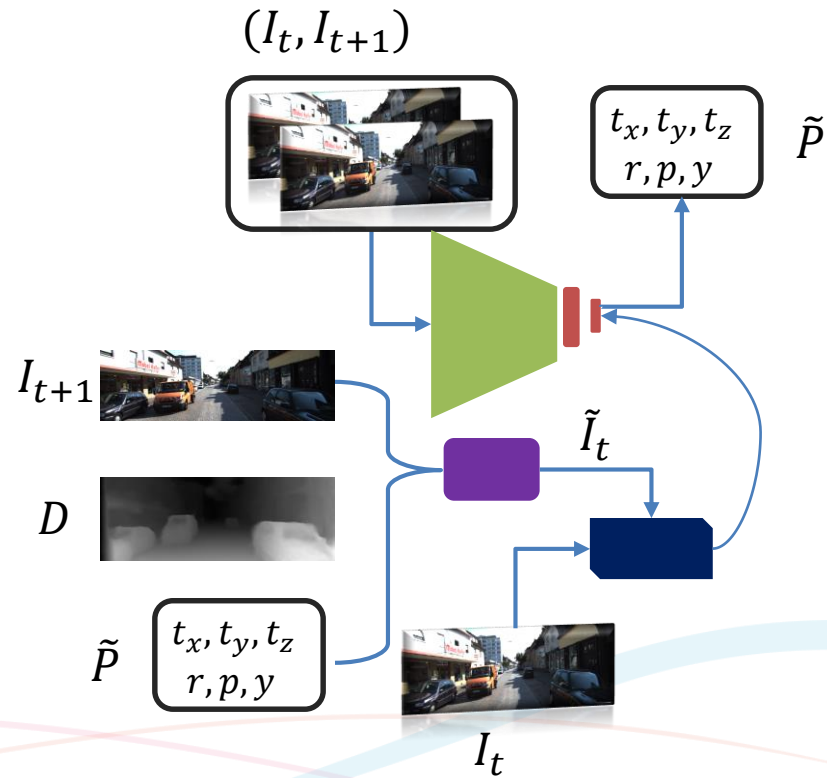 (I_t, I_{t+1})
t_x, t_y, t_z
r, p, y
P̃
I_{t+1}
Ĩ_t
D
P̃
t_x, t_y, t_z
r, p, y
I_t